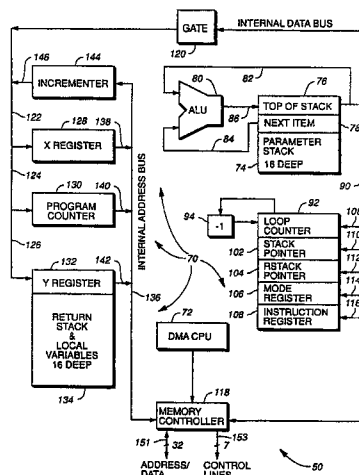 INTERNAL DATA BUS
GATE
120
146
144
INCREMENTER
122
128
138
X REGISTER
124
130
140
PROGRAM
COUNTER
126
132
142
Y REGISTER
136
RETURN
STACK
&
LOCAL
VARIABLES
16 DEEP
134
INTERNAL ADDRESS BUS
80
82
76
ALU
86
TOP OF STACK
84
NEXT ITEM
78
PARAMETER
STACK
74
16 DEEP
90
92
94
-1
LOOP
COUNTER
102
STACK
POINTER
110
104
RSTACK
POINTER
112
106
MODE
REGISTER
114
108
INSTRUCTION
REGISTER
116
70
72
DMA CPU
118
MEMORY
CONTROLLER
151
32
153
7
ADDRESS/
DATA
CONTROL
LINES
50